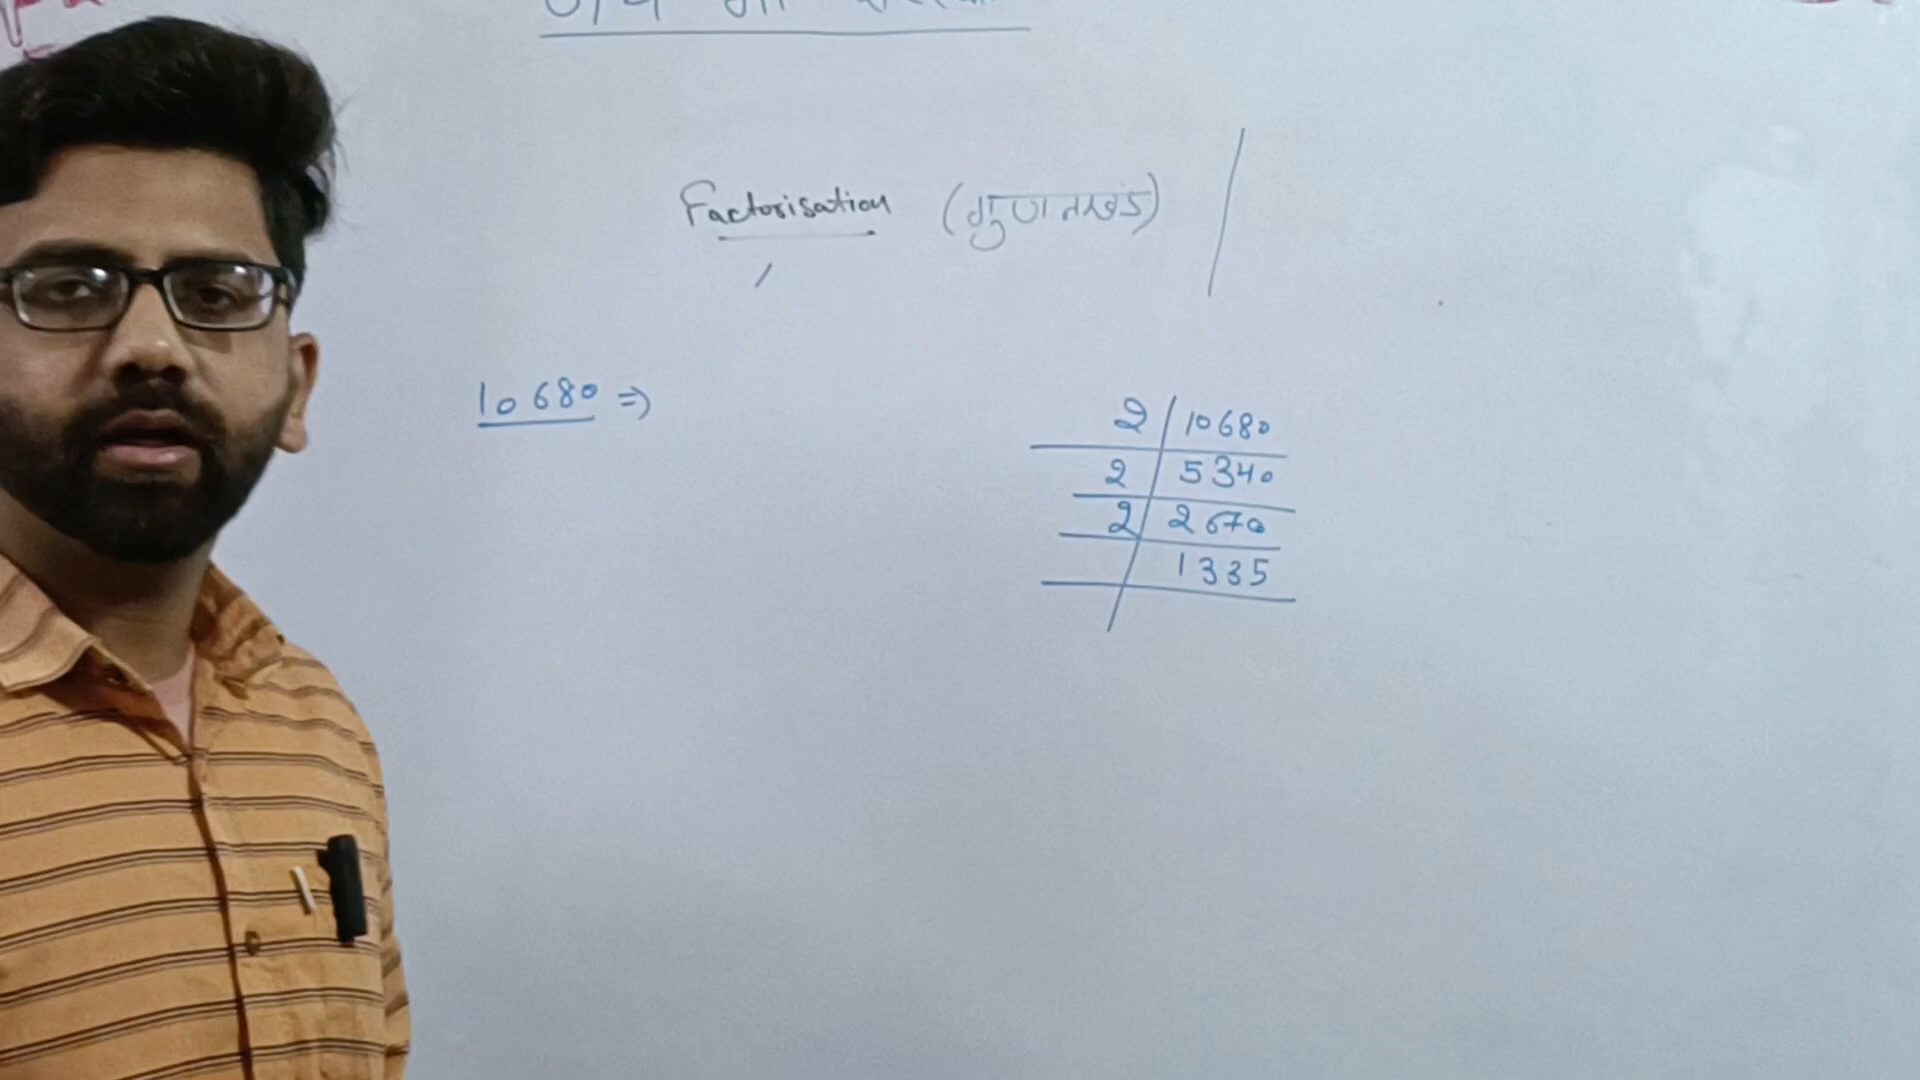 Factorisation (गुणनखंड)
10680 ⇒
2 | 10680
2 | 5340
2 | 2670
1335